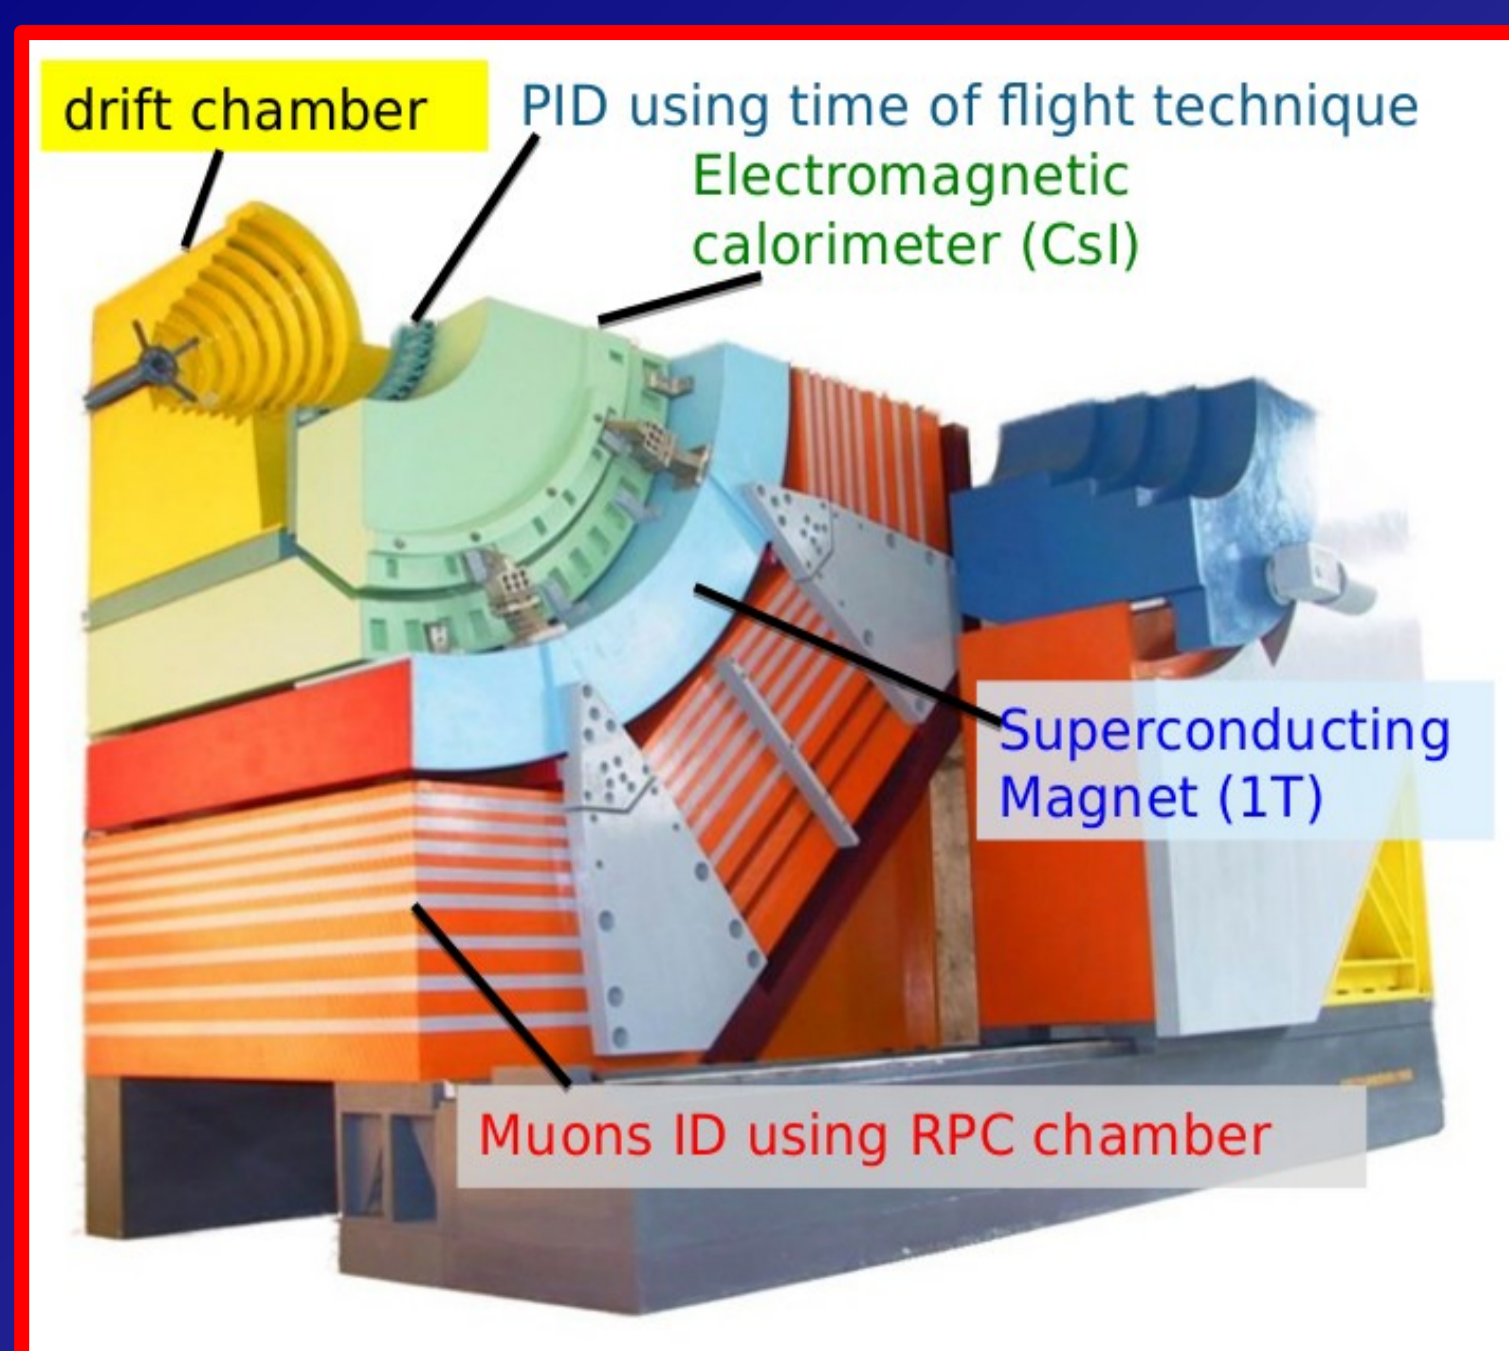 drift chamber
PID using time of flight technique
Electromagnetic
calorimeter (CsI)
Superconducting
Magnet (1T)
Muons ID using RPC chamber